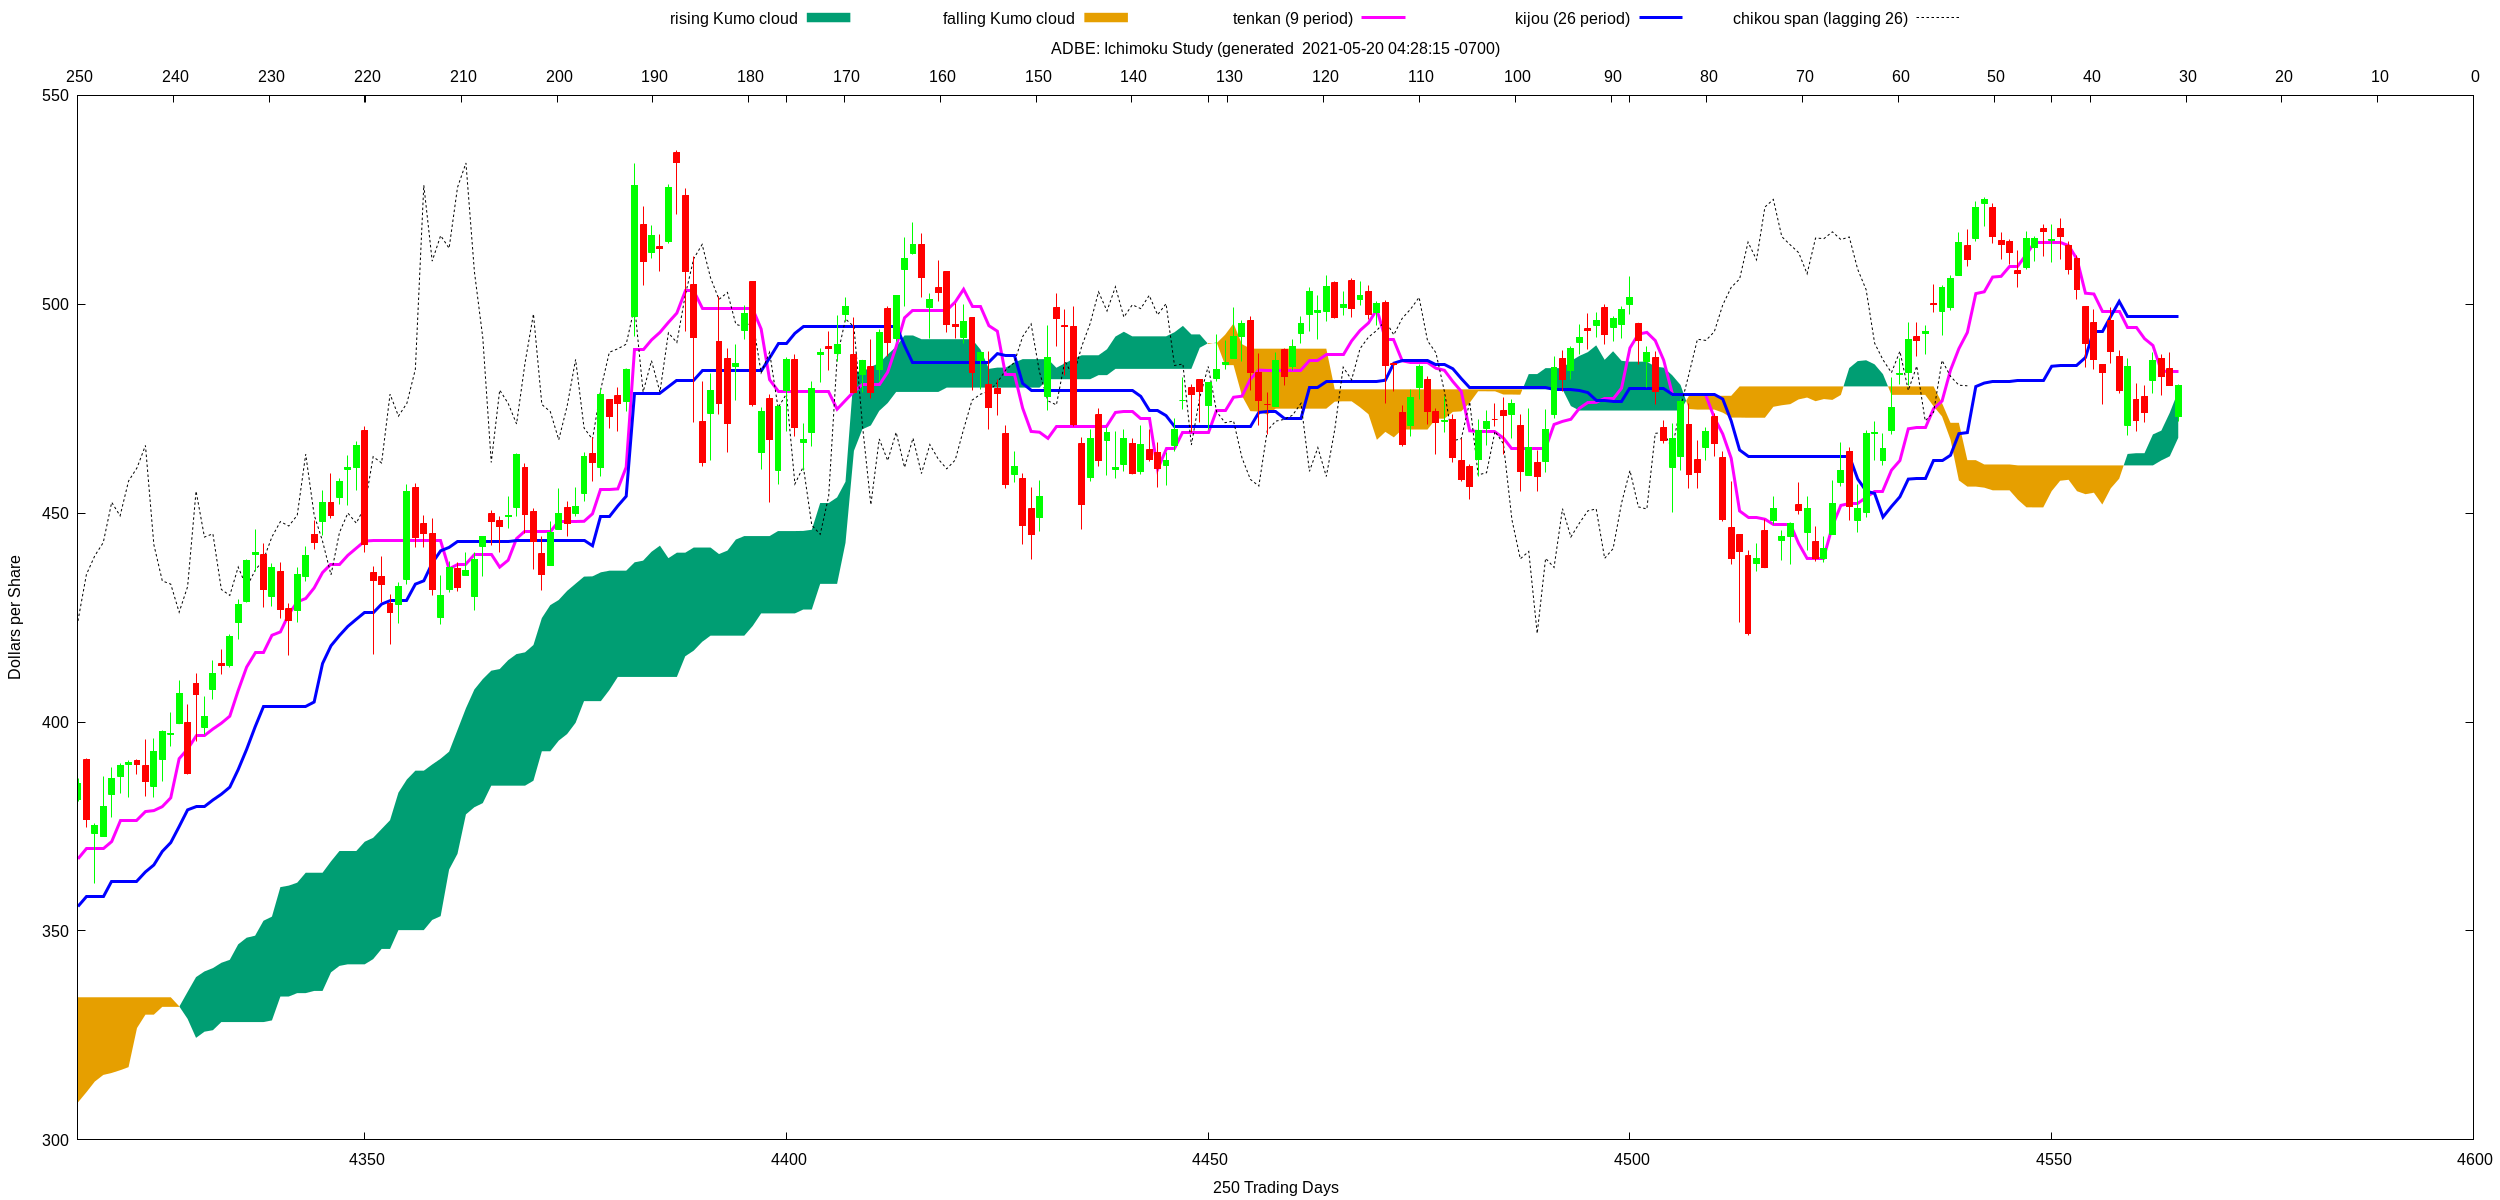 rising Kumo cloud falling Kumo cloud tenkan (9 period) kijou (26 period) chikou span (lagging 26)
ADBE: Ichimoku Study (generated  2021-05-20 04:28:15 -0700)
250 240 230 220 210 200 190 180 170 160 150 140 130 120 110 100 90 80 70 60 50 40 30 20 10 0
550
500
450
400
350
300
Dollars per Share
4350 4400 4450 4500 4550 4600
250 Trading Days